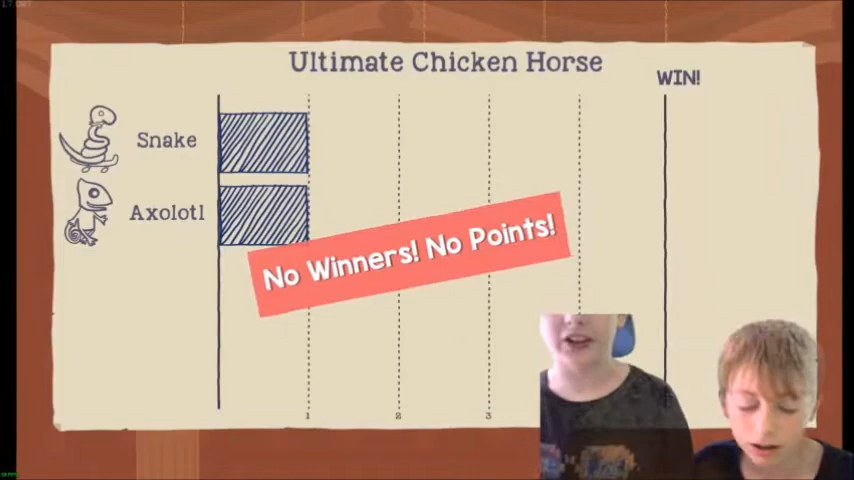 Ultimate Chicken Horse
WIN!
Snake
Axolotl
No Winners! No Points!
1
2
3